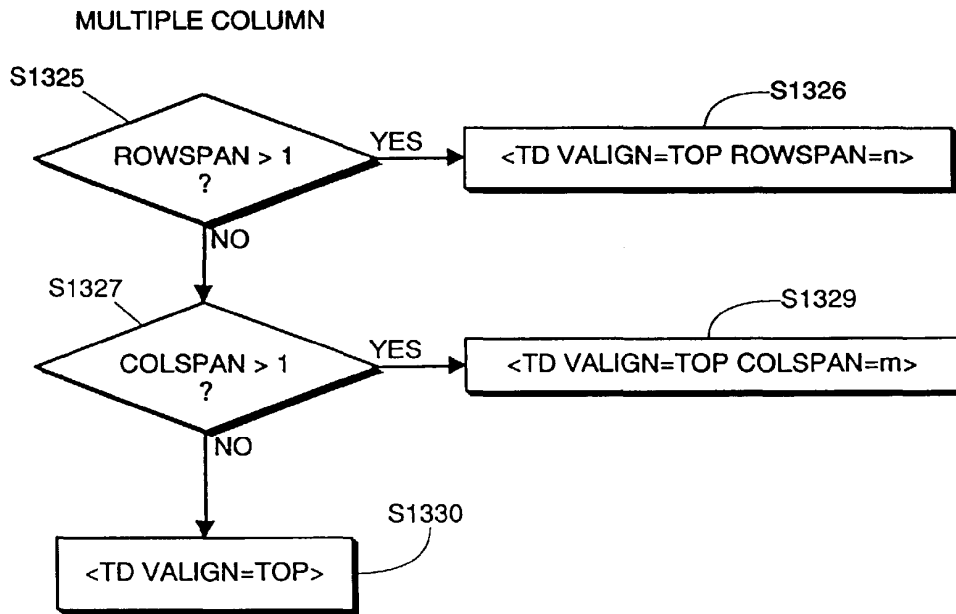 MULTIPLE COLUMN
S1325
ROWSPAN > 1
?
YES
S1326
<TD VALIGN=TOP ROWSPAN=n>
NO
S1327
COLSPAN > 1
?
YES
S1329
<TD VALIGN=TOP COLSPAN=m>
NO
S1330
<TD VALIGN=TOP>